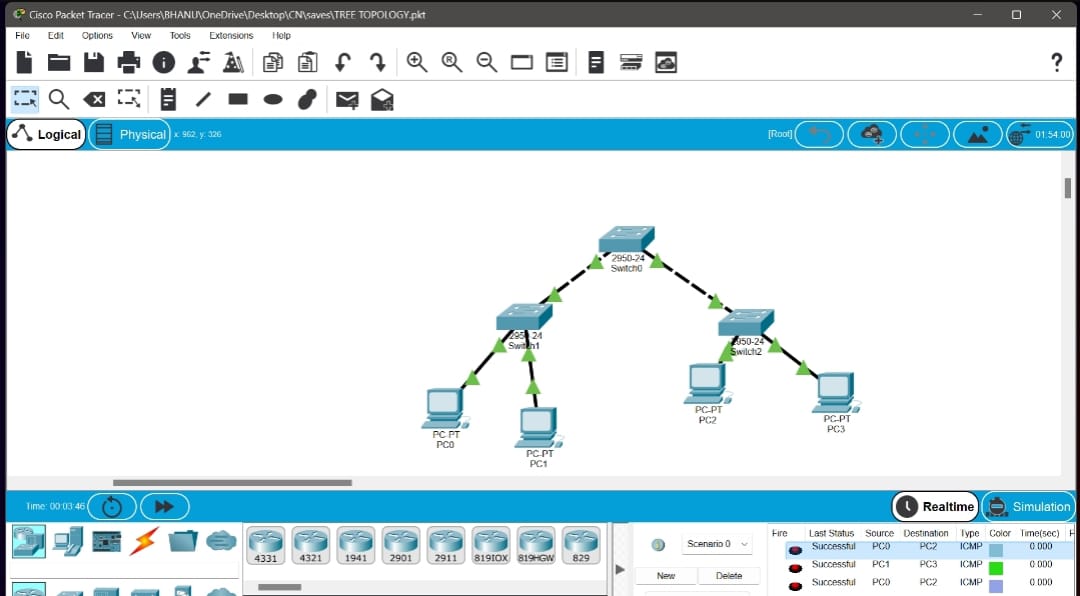 Cisco Packet Tracer - C:\Users\BHANU\OneDrive\Desktop\CN\saves\TREE TOPOLOGY.pkt
File Edit Options View Tools Extensions Help
Logical Physical x: 962, y: 326 [Root] 01:54:00
2950-24
Switch0
2950-24
Switch1
2950-24
Switch2
PC-PT
PC0
PC-PT
PC1
PC-PT
PC2
PC-PT
PC3
Time: 00:03:46 Realtime Simulation
4331 4321 1941 2901 2911 819IOX 819HGW 829
Scenario 0
New Delete
Fire Last Status Source Destination Type Color Time(sec)
Successful PC0 PC2 ICMP 0.000
Successful PC1 PC3 ICMP 0.000
Successful PC0 PC2 ICMP 0.000